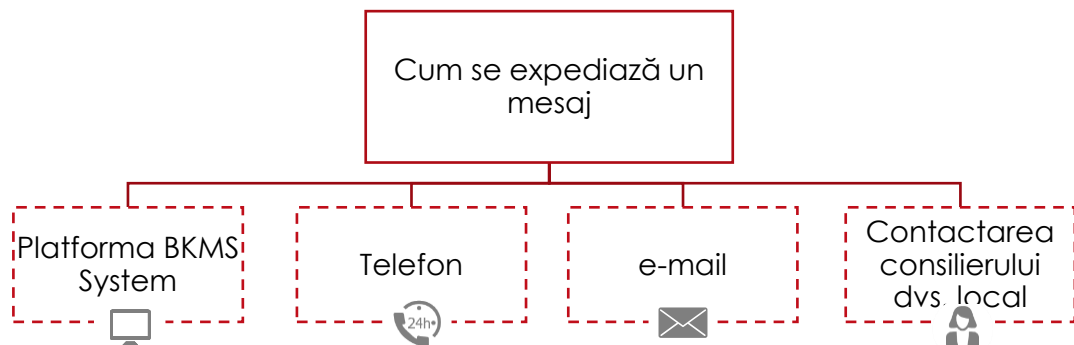 Cum se expediază un
mesaj
Platforma BKMS
System
Telefon
e-mail
Contactarea
consilierului
dvs. local
24h